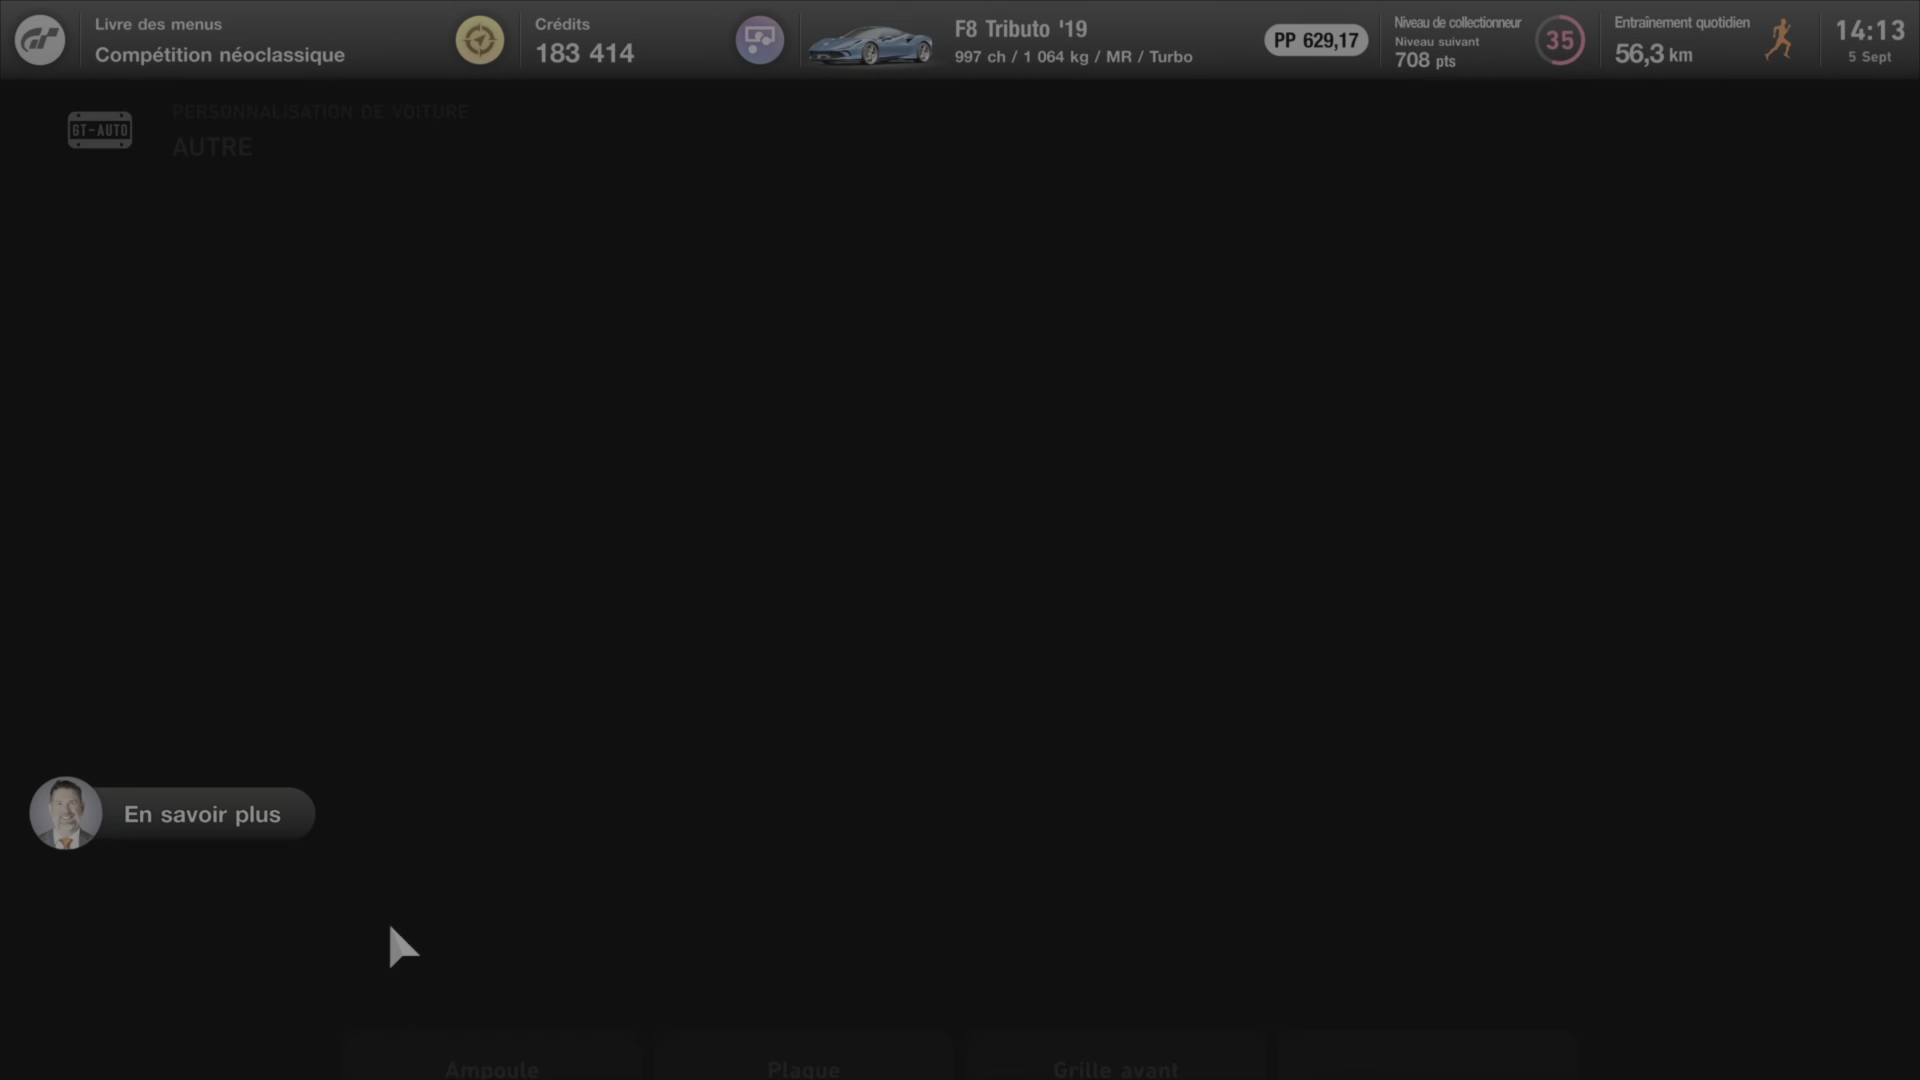 Livre des menus
Compétition néoclassique
Crédits
183 414
F8 Tributo '19
997 ch / 1 064 kg / MR / Turbo
PP 629,17
Niveau de collectionneur
Niveau suivant
708 pts
35
Entraînement quotidien
56,3 km
14:13
5 Sept
GT-AUTO
PERSONNALISATION DE VOITURE
AUTRE
En savoir plus
Ampoule
Plaque
Grille avant